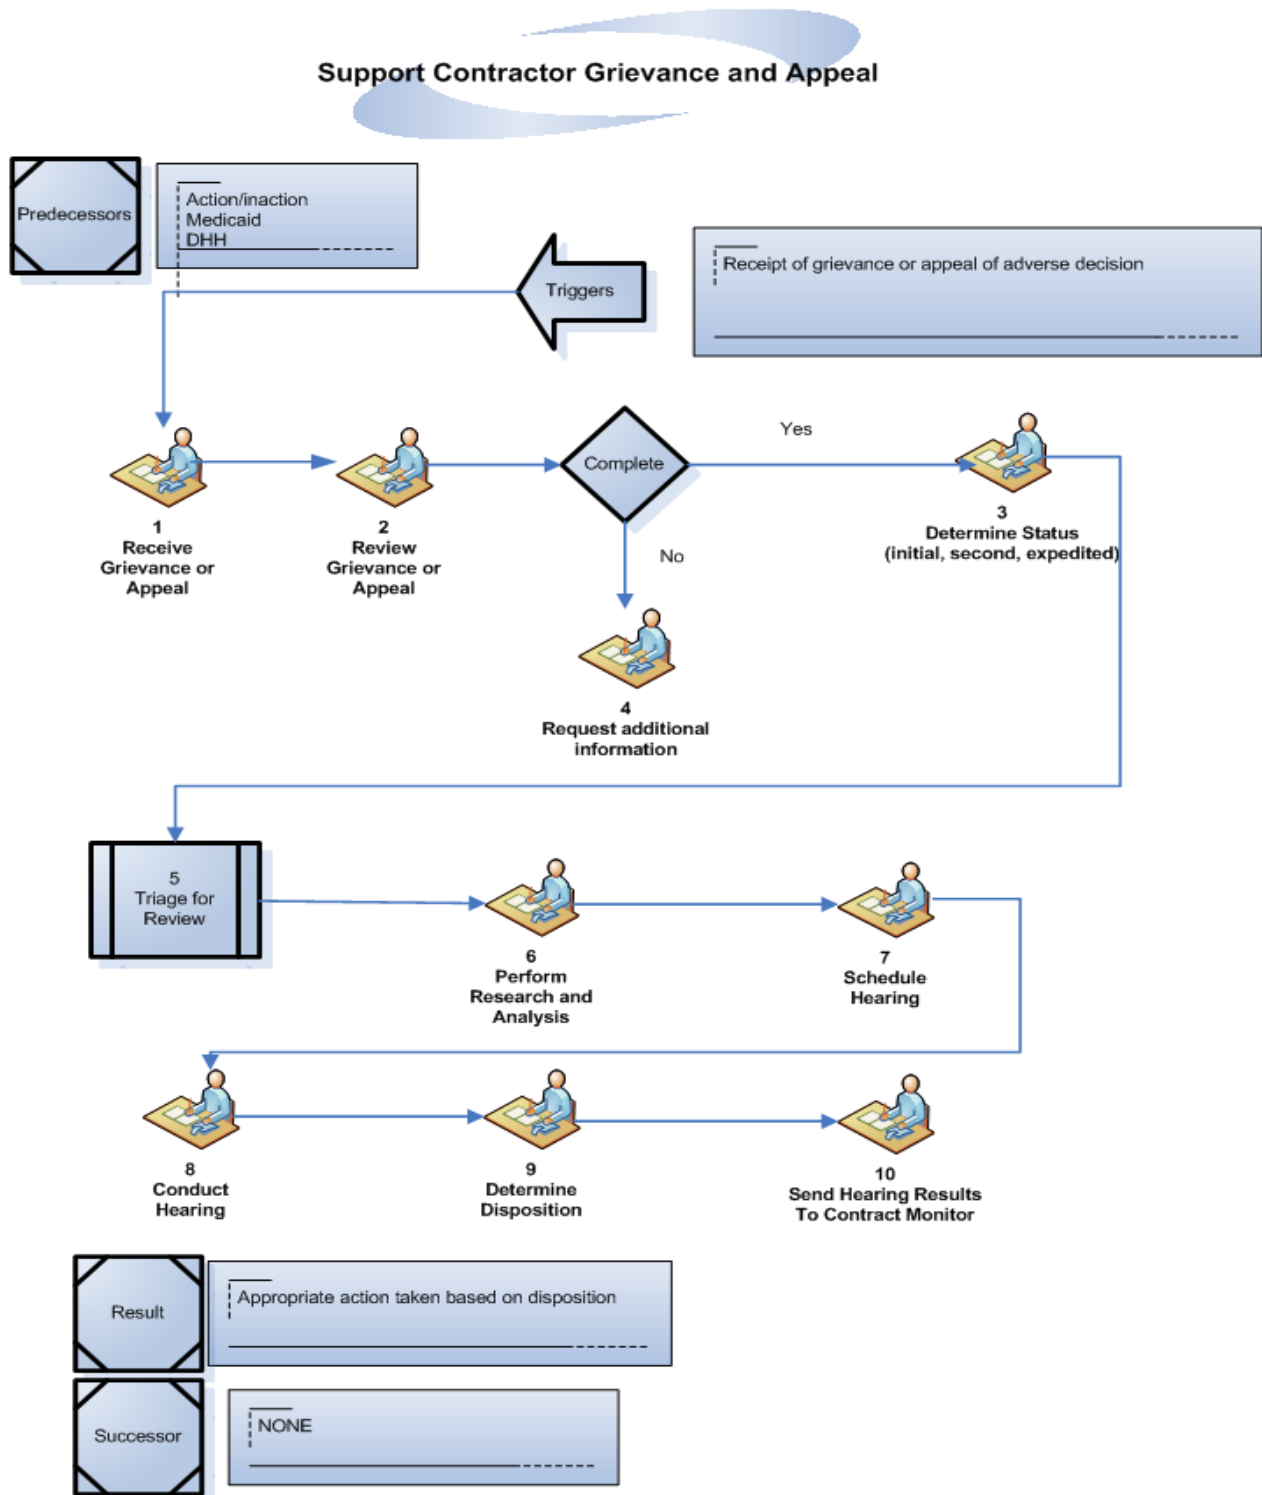 Support Contractor Grievance and Appeal
Predecessors
Action/inaction
Medicaid
DHH
Triggers
Receipt of grievance or appeal of adverse decision
1
Receive
Grievance or
Appeal
2
Review
Grievance or
Appeal
Complete
Yes
No
3
Determine Status
(initial, second, expedited)
4
Request additional
information
5
Triage for
Review
6
Perform
Research and
Analysis
7
Schedule
Hearing
8
Conduct
Hearing
9
Determine
Disposition
10
Send Hearing Results
To Contract Monitor
Result
Appropriate action taken based on disposition
Successor
NONE